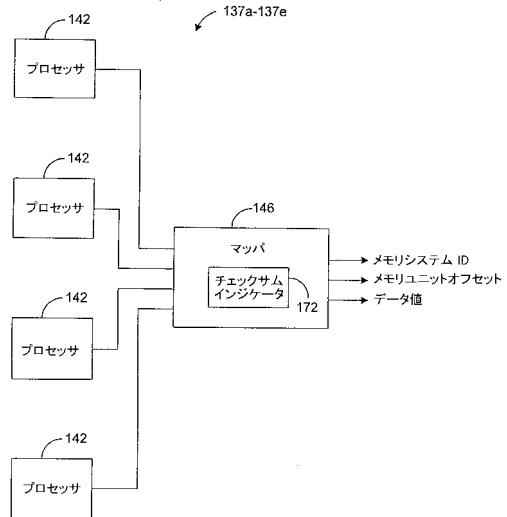 137a-137e
142
プロセッサ
142
プロセッサ
146
マッパ
チェックサム
インジケータ
172
メモリシステム ID
メモリユニットオフセット
データ値
142
プロセッサ
142
プロセッサ